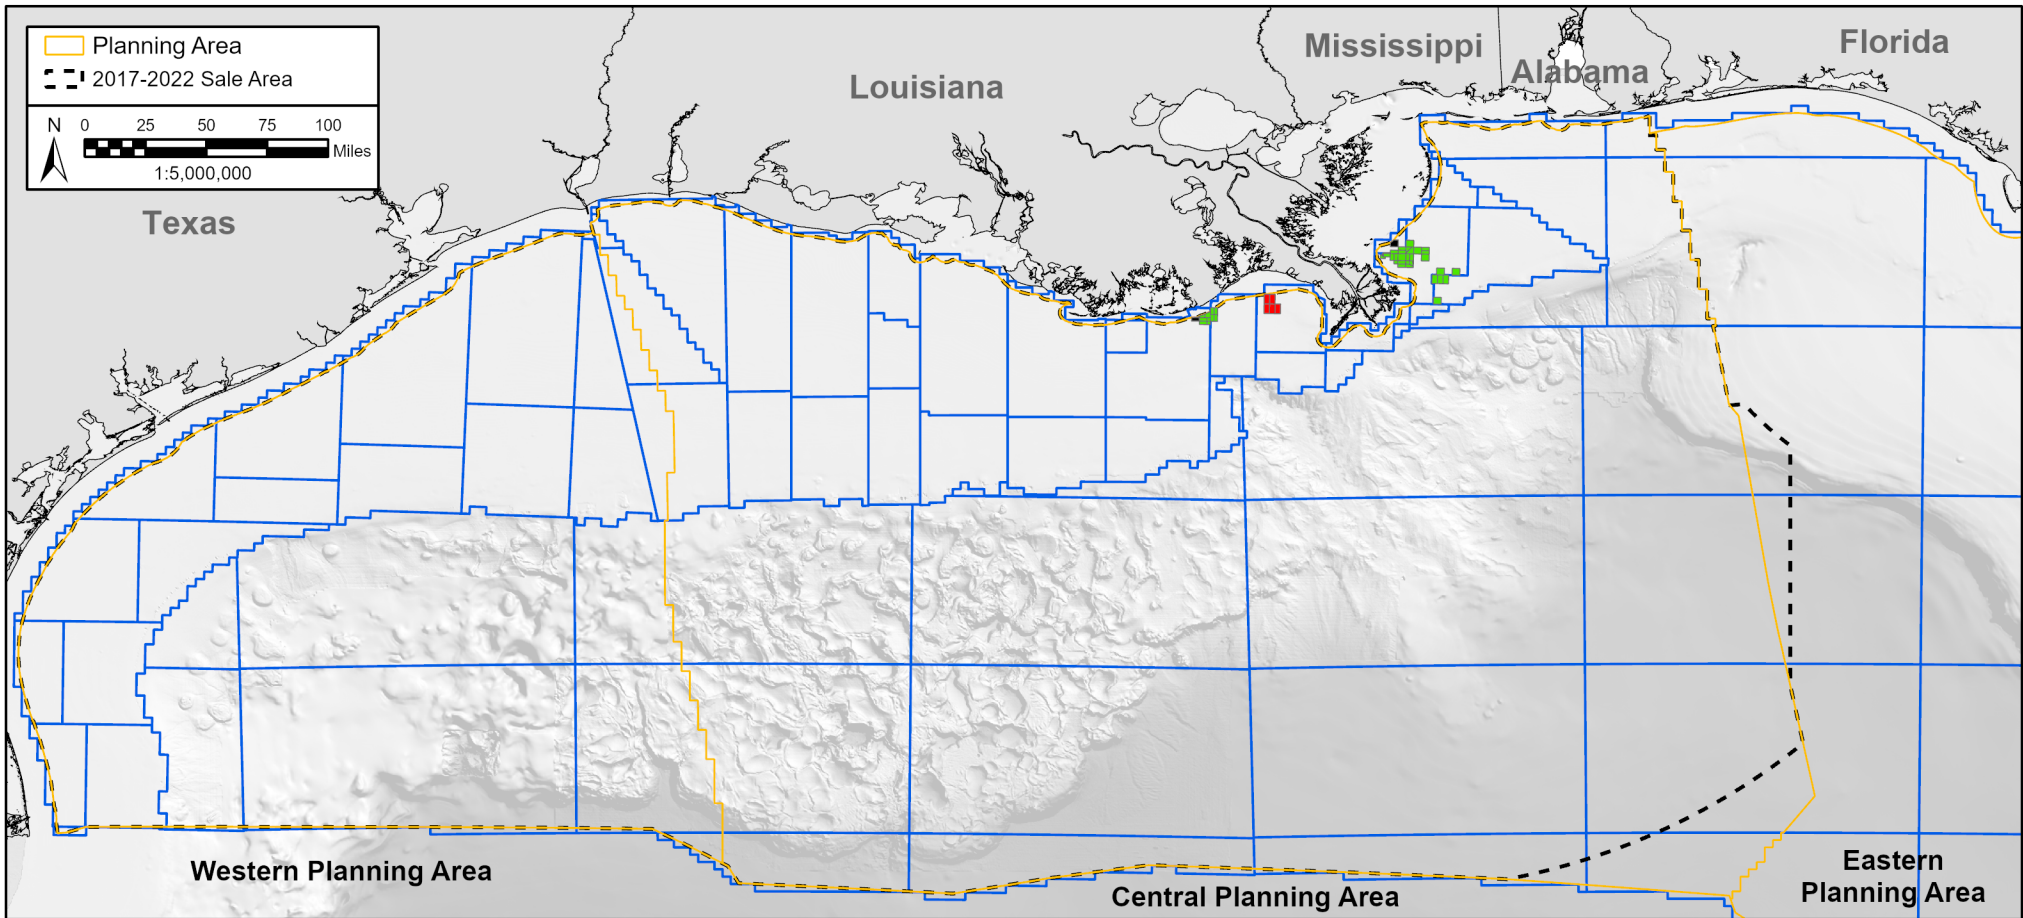 Planning Area
2017-2022 Sale Area
N
0 25 50 75 100
Miles
1:5,000,000
Texas
Louisiana
Mississippi
Alabama
Florida
Western Planning Area
Central Planning Area
Eastern
Planning Area